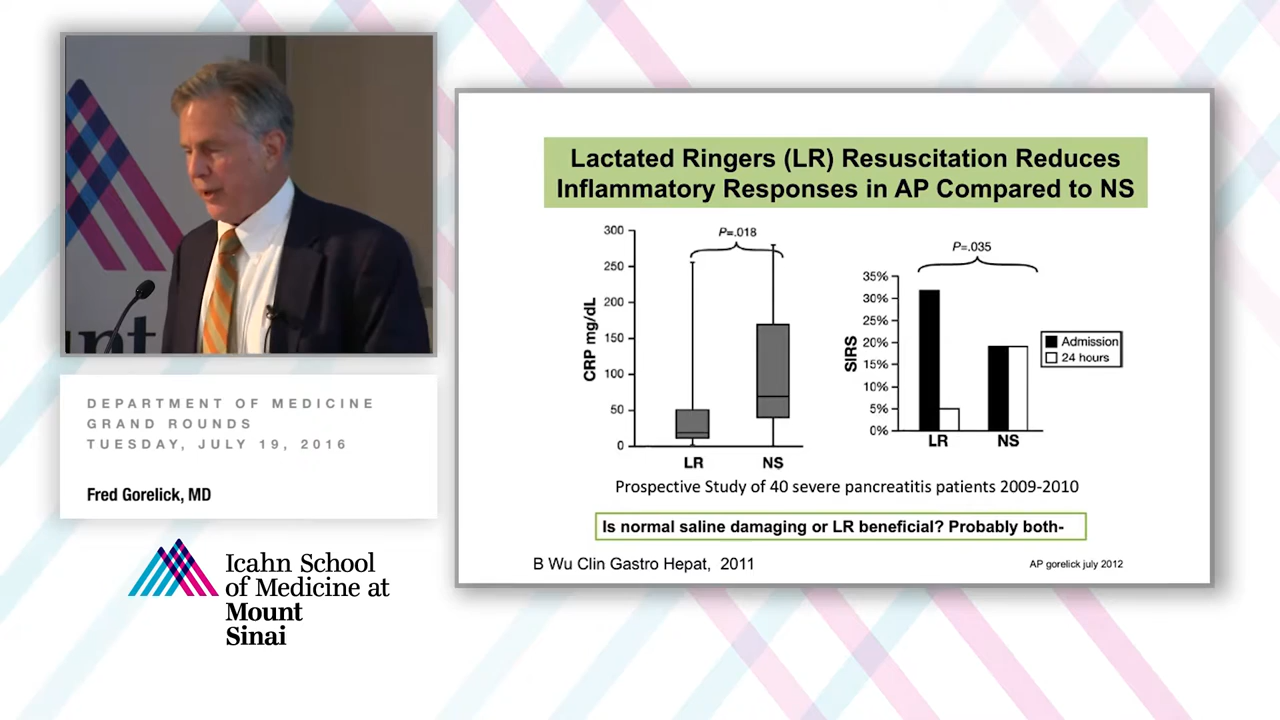 DEPARTMENT OF MEDICINE
GRAND ROUNDS
TUESDAY, JULY 19, 2016
Fred Gorelick, MD
Icahn School
of Medicine at
Mount
Sinai
Lactated Ringers (LR) Resuscitation Reduces
Inflammatory Responses in AP Compared to NS
P=.018
300
250
200
150
100
50
0
CRP mg/dL
LR NS
P=.035
35%
30%
25%
20%
15%
10%
5%
0%
SIRS
LR NS
Admission
24 hours
Prospective Study of 40 severe pancreatitis patients 2009-2010
Is normal saline damaging or LR beneficial? Probably both-
B Wu Clin Gastro Hepat, 2011
AP gorelick july 2012